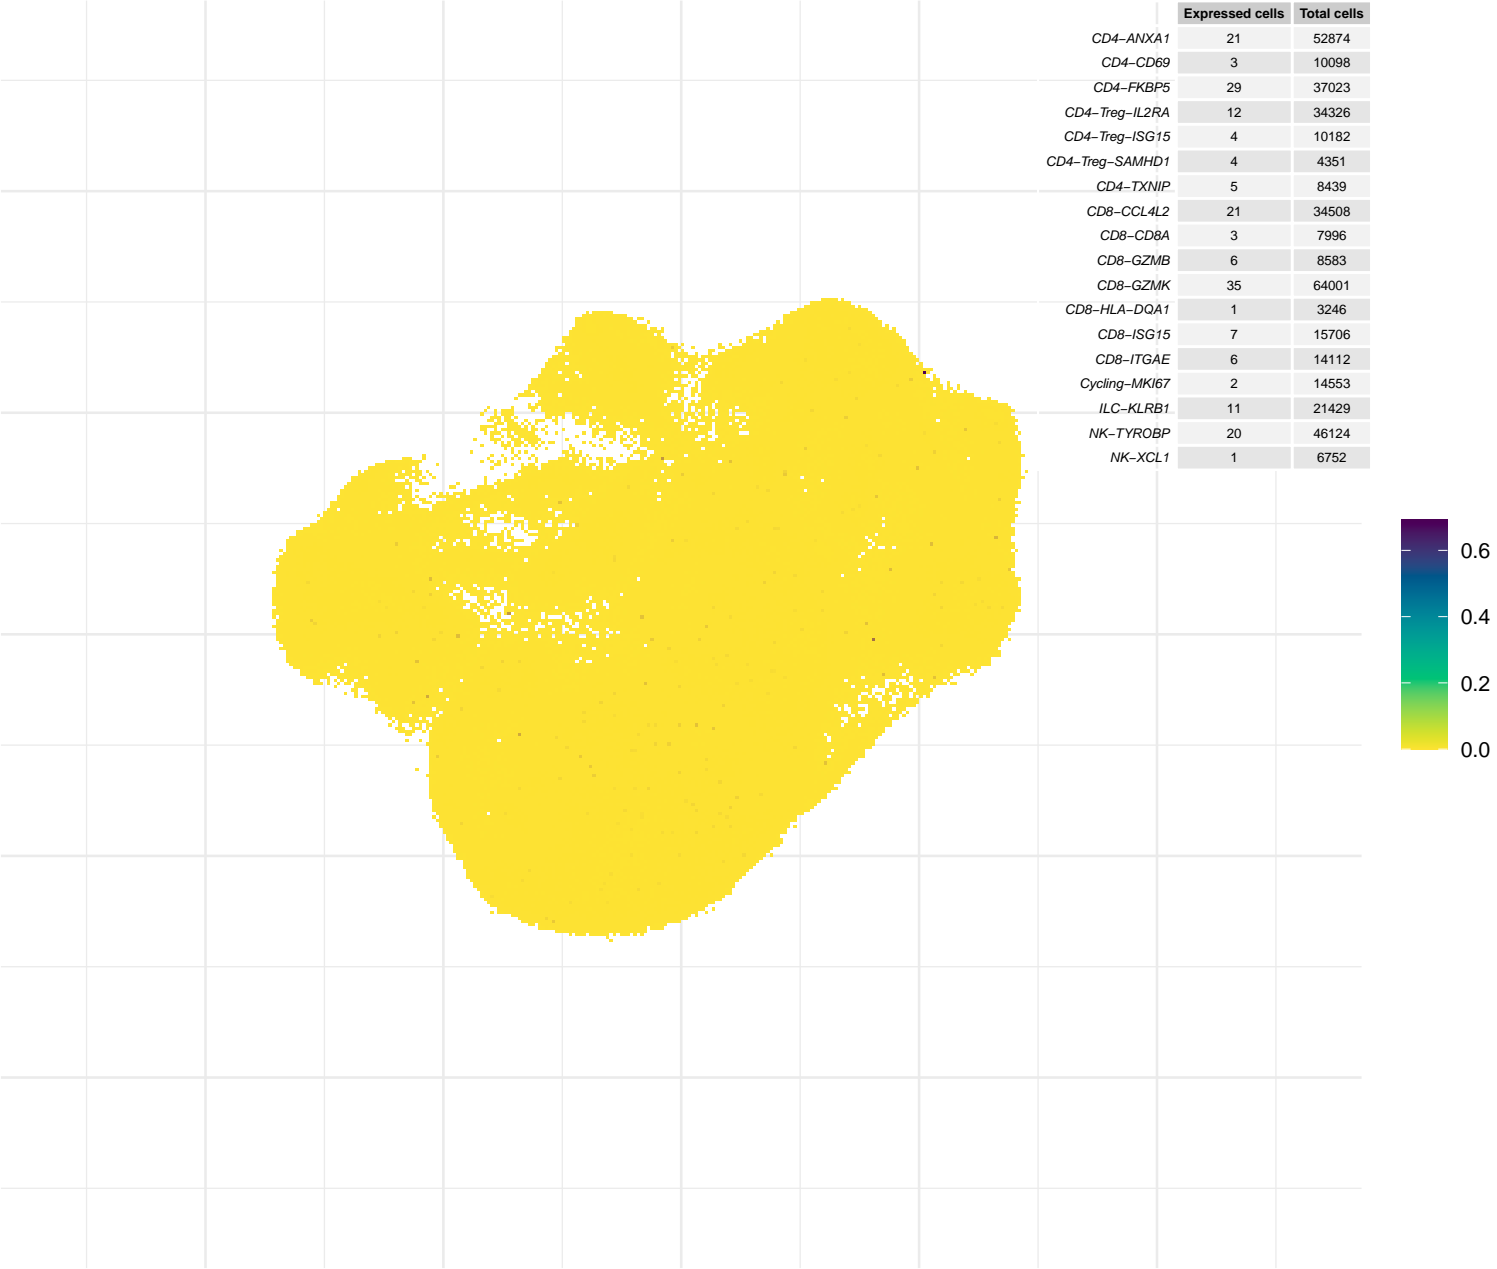 Expressed cells Total cells
CD4−ANXA1 21 52874
CD4−CD69 3 10098
CD4−FKBP5 29 37023
CD4−Treg−IL2RA 12 34326
CD4−Treg−ISG15 4 10182
CD4−Treg−SAMHD1 4 4351
CD4−TXNIP 5 8439
CD8−CCL4L2 21 34508
CD8−CD8A 3 7996
CD8−GZMB 6 8583
CD8−GZMK 35 64001
CD8−HLA−DQA1 1 3246
CD8−ISG15 7 15706
CD8−ITGAE 6 14112
Cycling−MKI67 2 14553
ILC−KLRB1 11 21429
NK−TYROBP 20 46124
NK−XCL1 1 6752
0.6
0.4
0.2
0.0